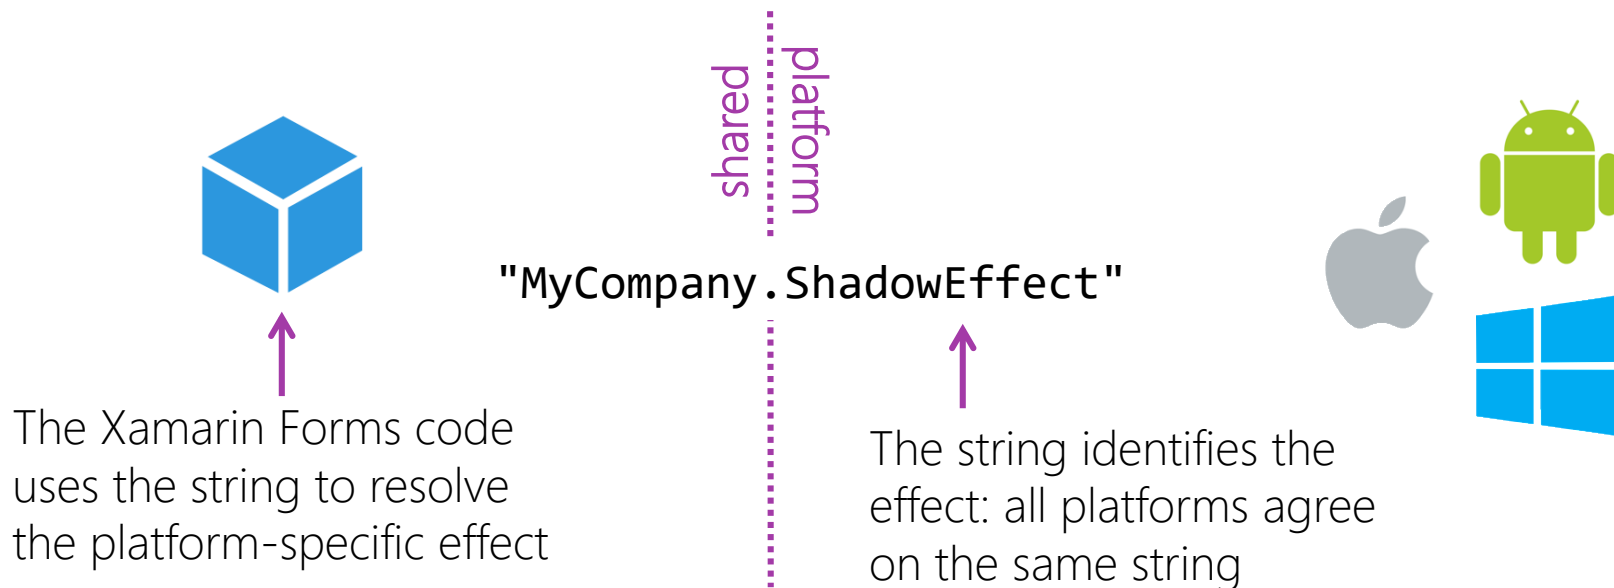 shared
platform
"MyCompany.ShadowEffect"
The Xamarin Forms code
uses the string to resolve
the platform-specific effect
The string identifies the
effect: all platforms agree
on the same string